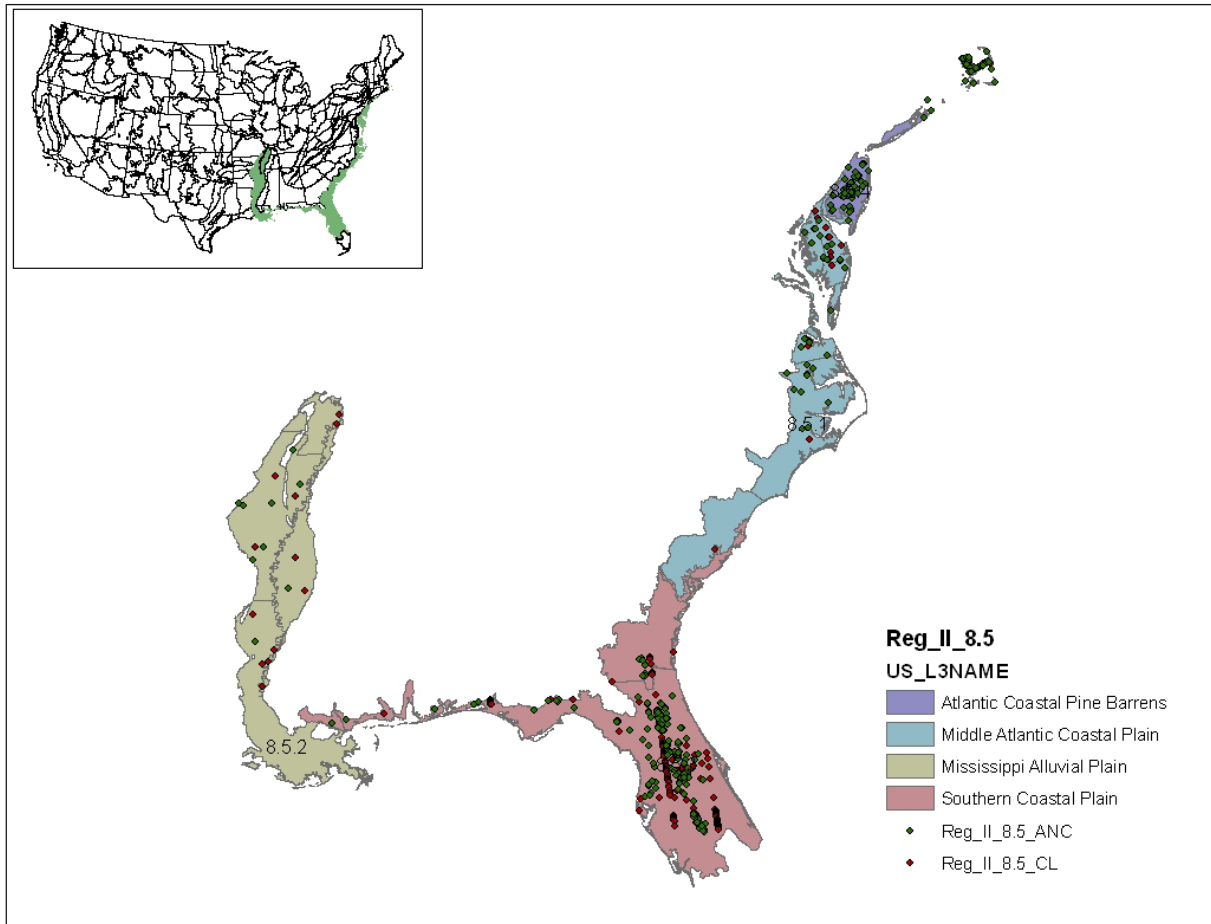 8.5.1
8.5.2
Reg_II_8.5
US_L3NAME
Atlantic Coastal Pine Barrens
Middle Atlantic Coastal Plain
Mississippi Alluvial Plain
Southern Coastal Plain
Reg_II_8.5_ANC
Reg_II_8.5_CL